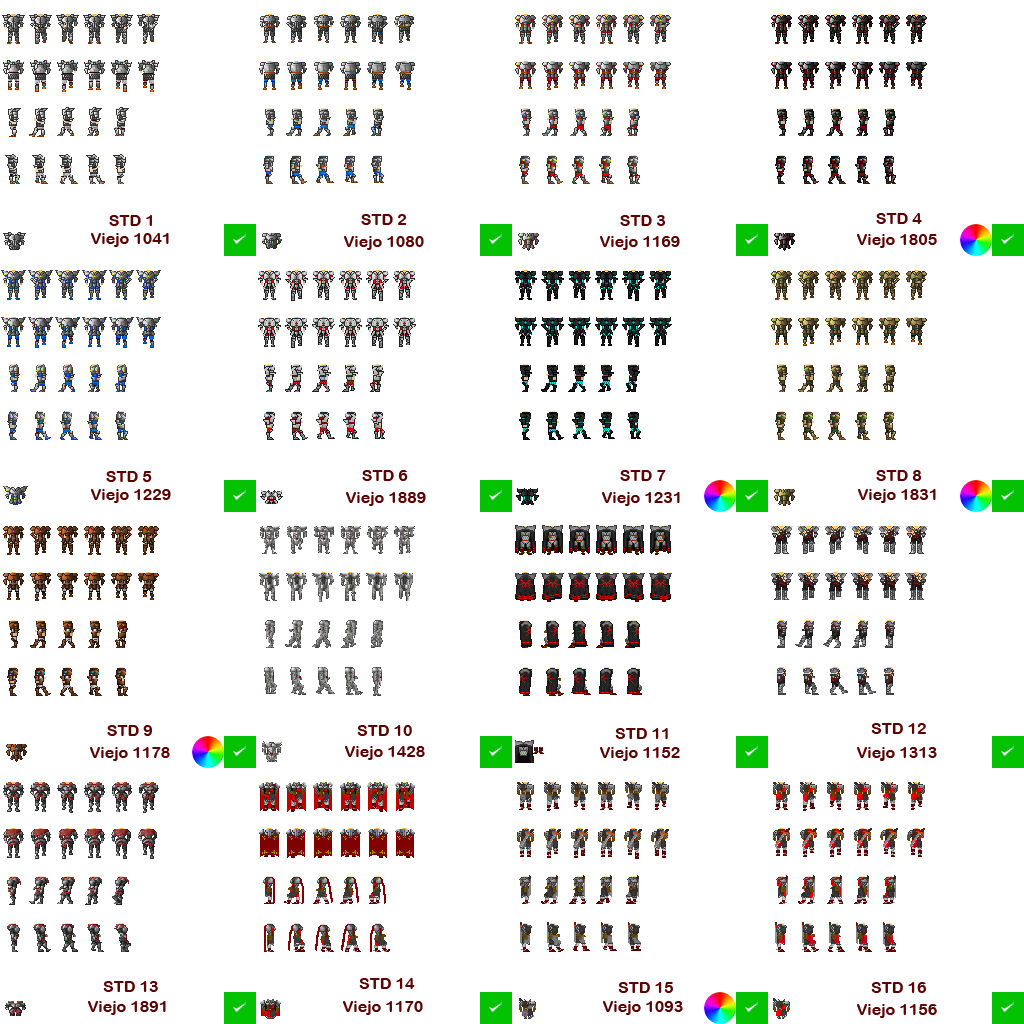 STD 1
Viejo 1041
STD 2
Viejo 1080
STD 3
Viejo 1169
STD 4
Viejo 1805
STD 5
Viejo 1229
STD 6
Viejo 1889
STD 7
Viejo 1231
STD 8
Viejo 1831
STD 9
Viejo 1178
STD 10
Viejo 1428
STD 11
Viejo 1152
STD 12
Viejo 1313
STD 13
Viejo 1891
STD 14
Viejo 1170
STD 15
Viejo 1093
STD 16
Viejo 1156